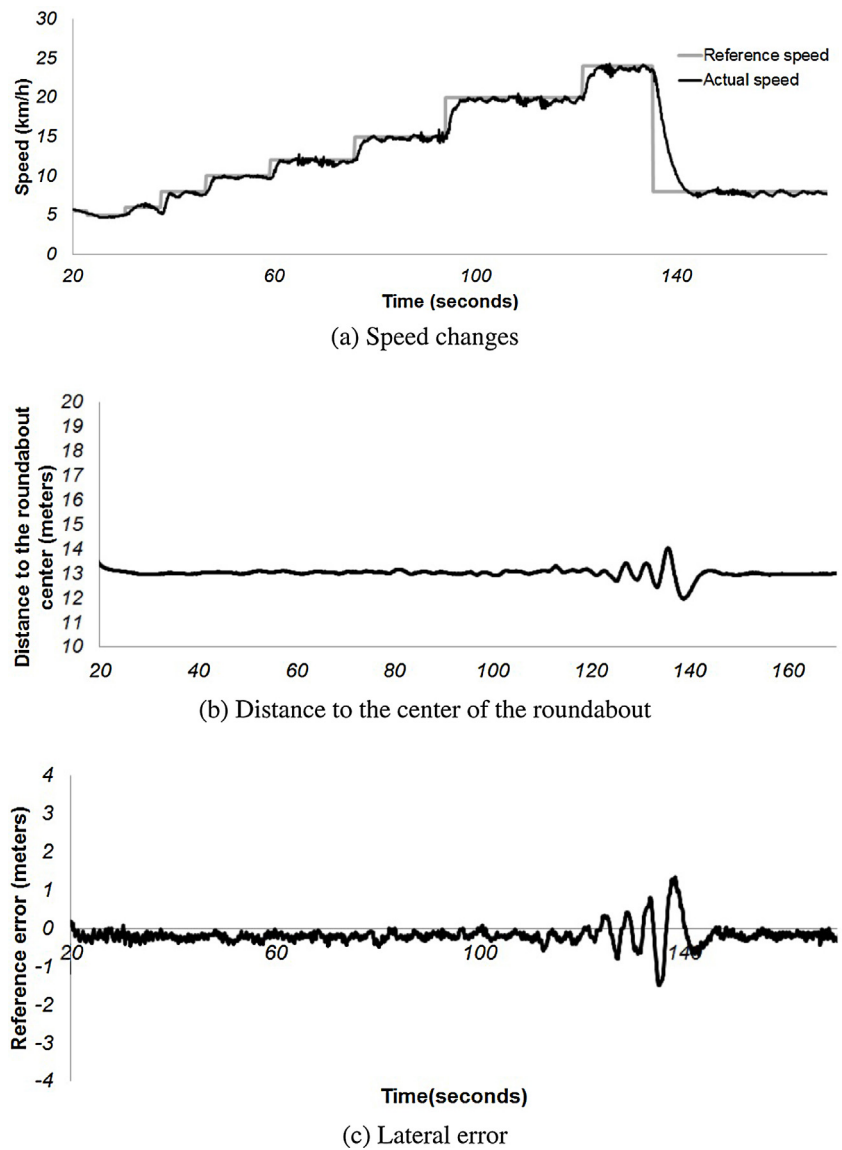 30
25
20
15
10
5
0
Speed (km/h)
Reference speed
Actual speed
20 60 100 140
Time (seconds)
(a) Speed changes
20
19
18
17
16
15
14
13
12
11
10
Distance to the roundabout
center (meters)
20 40 60 80 100 120 140 160
(b) Distance to the center of the roundabout
4
3
2
1
0
-1
-2
-3
-4
Reference error (meters)
20 60 100 140
Time(seconds)
(c) Lateral error